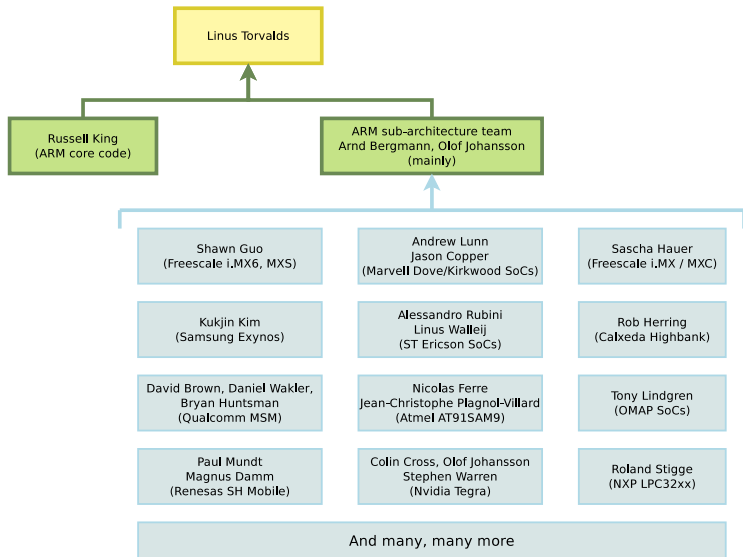 Linus Torvalds
Russell King
(ARM core code)
ARM sub-architecture team
Arnd Bergmann, Olof Johansson
(mainly)
Shawn Guo
(Freescale i.MX6, MXS)
Andrew Lunn
Jason Copper
(Marvell Dove/Kirkwood SoCs)
Sascha Hauer
(Freescale i.MX / MXC)
Kukjin Kim
(Samsung Exynos)
Alessandro Rubini
Linus Walleij
(ST Ericson SoCs)
Rob Herring
(Calxeda Highbank)
David Brown, Daniel Wakler,
Bryan Huntsman
(Qualcomm MSM)
Nicolas Ferre
Jean-Christophe Plagnol-Villard
(Atmel AT91SAM9)
Tony Lindgren
(OMAP SoCs)
Paul Mundt
Magnus Damm
(Renesas SH Mobile)
Colin Cross, Olof Johansson
Stephen Warren
(Nvidia Tegra)
Roland Stigge
(NXP LPC32xx)
And many, many more